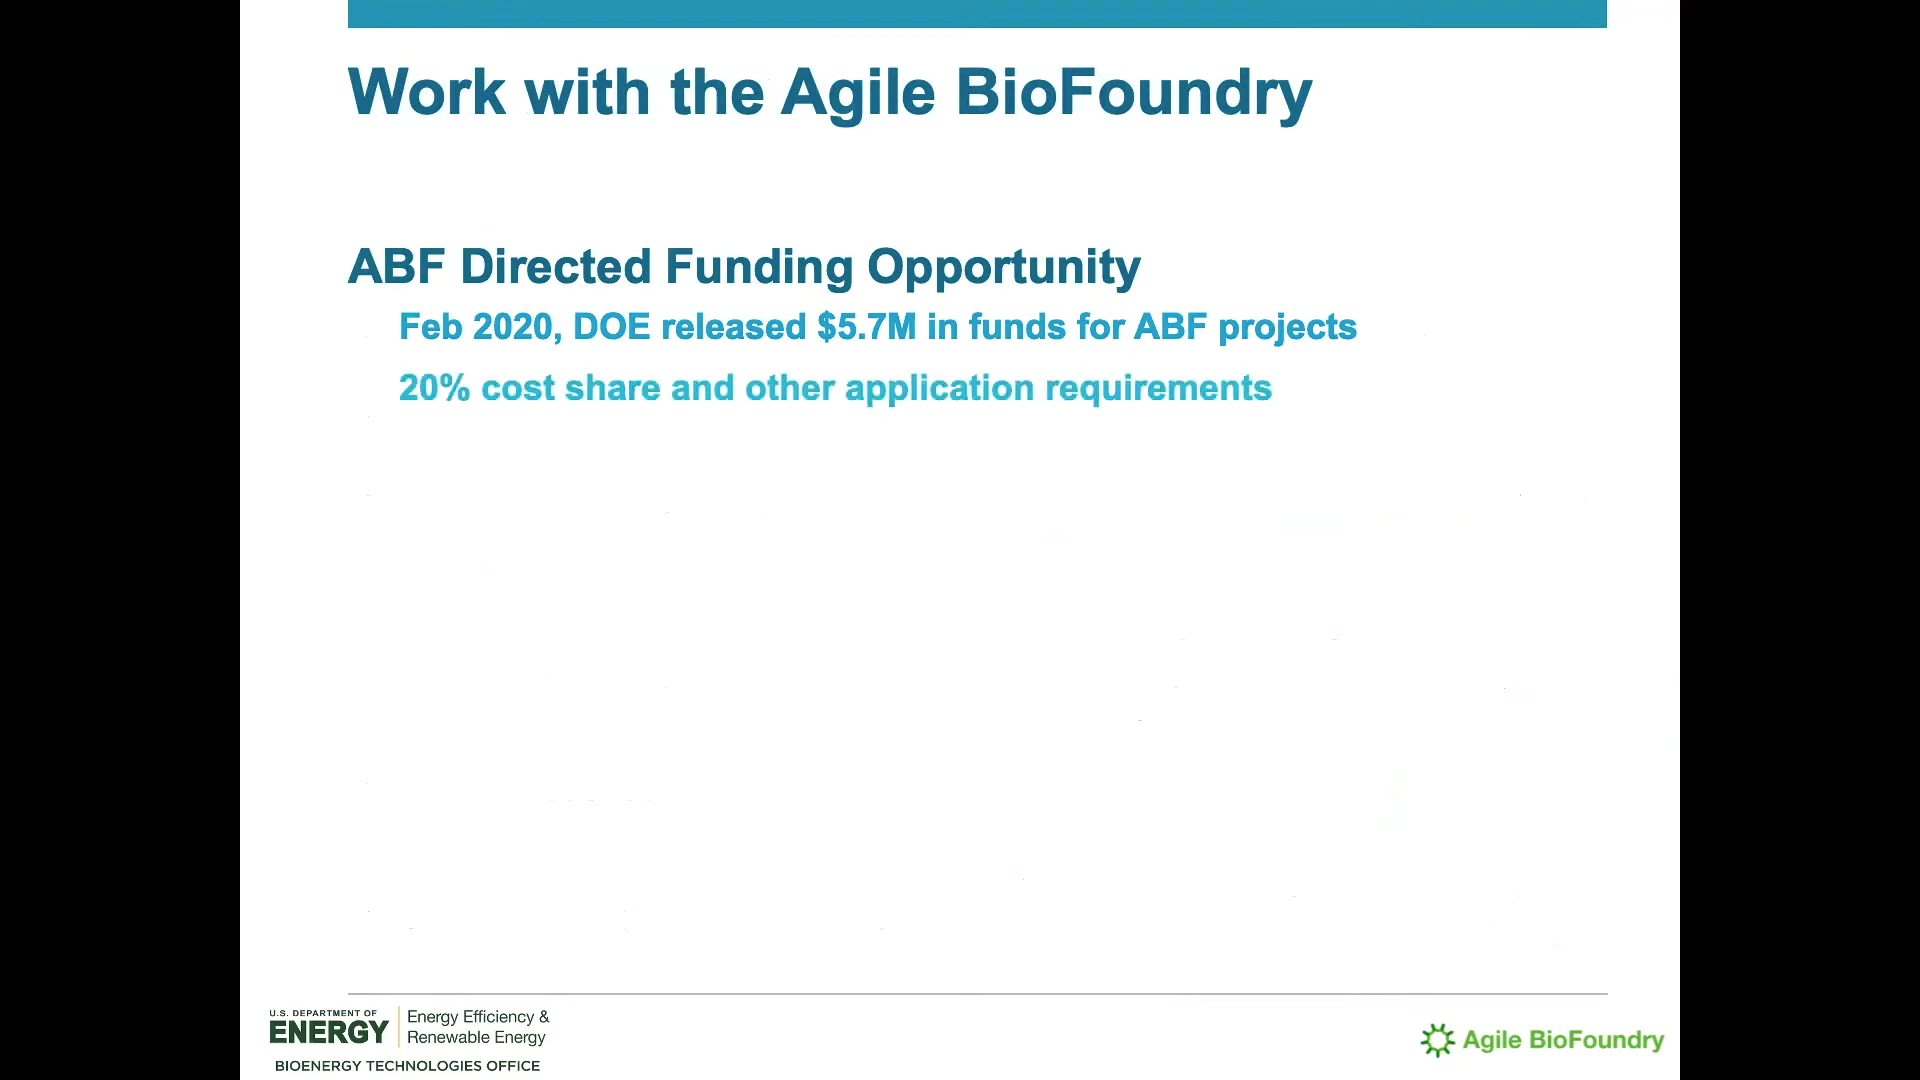 Work with the Agile BioFoundry
ABF Directed Funding Opportunity
Feb 2020, DOE released $5.7M in funds for ABF projects
20% cost share and other application requirements
U.S. DEPARTMENT OF
ENERGY
Energy Efficiency &
Renewable Energy
BIOENERGY TECHNOLOGIES OFFICE
Agile BioFoundry